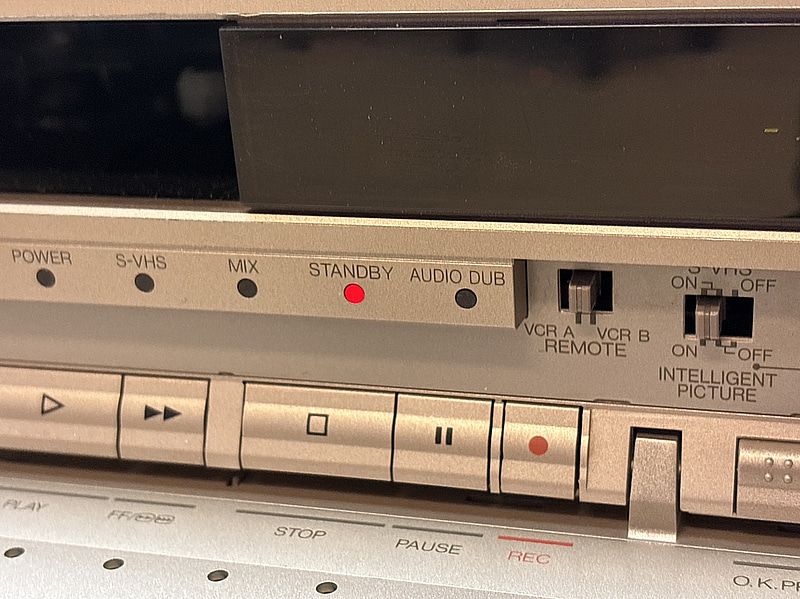 POWER
S-VHS
MIX
STANDBY
AUDIO DUB
S-VHS
ON OFF
VCR A VCR B
REMOTE
ON OFF
INTELLIGENT
PICTURE
PLAY
STOP
PAUSE
REC
O.K.